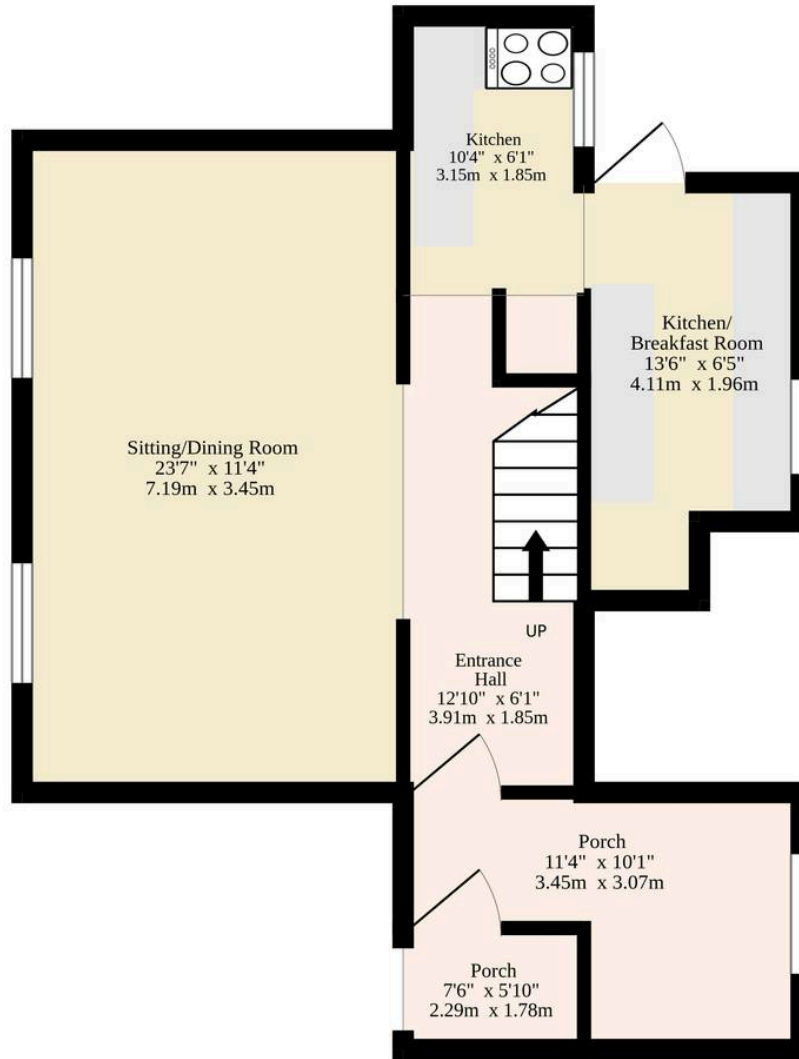 Kitchen
10'4" x 6'1"
3.15m x 1.85m
Kitchen/
Breakfast Room
13'6" x 6'5"
4.11m x 1.96m
Sitting/Dining Room
23'7" x 11'4"
7.19m x 3.45m
UP
Entrance
Hall
12'10" x 6'1"
3.91m x 1.85m
Porch
11'4" x 10'1"
3.45m x 3.07m
Porch
7'6" x 5'10"
2.29m x 1.78m